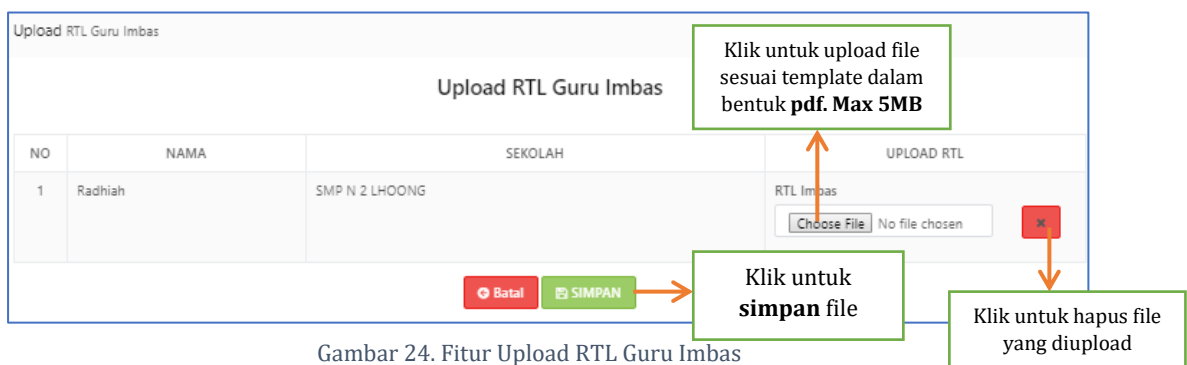 Upload RTL Guru Imbas
Klik untuk upload file
sesuai template dalam
bentuk pdf. Max 5MB
Upload RTL Guru Imbas
NO NAMA SEKOLAH UPLOAD RTL
1 Radhiah SMP N 2 LHOONG RTL Imbas
Choose File No file chosen
Batal SIMPAN
Klik untuk
simpan file
Klik untuk hapus file
yang diupload
Gambar 24. Fitur Upload RTL Guru Imbas